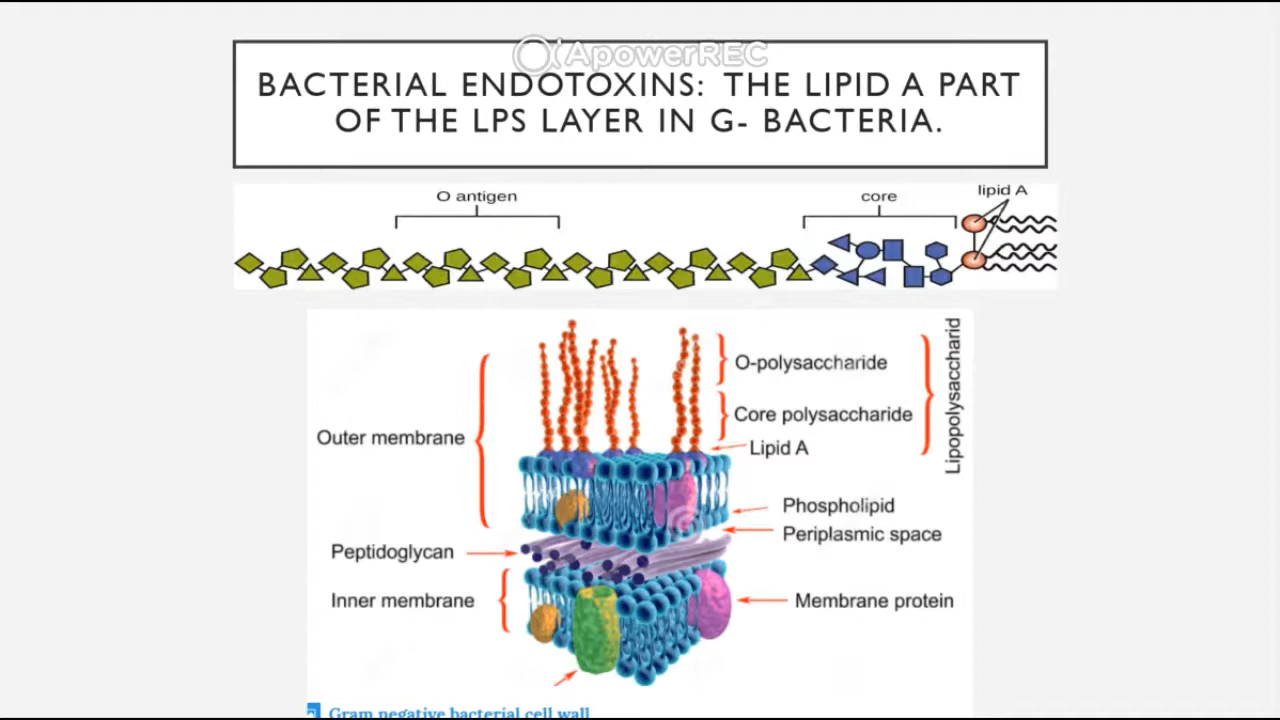 ApowerREC
BACTERIAL ENDOTOXINS: THE LIPID A PART
OF THE LPS LAYER IN G- BACTERIA.
O antigen
core
lipid A
O-polysaccharide
Core polysaccharide
Lipid A
Lipopolysaccharid
Outer membrane
Phospholipid
Periplasmic space
Peptidoglycan
Inner membrane
Membrane protein
Gram negative bacterial cell wall